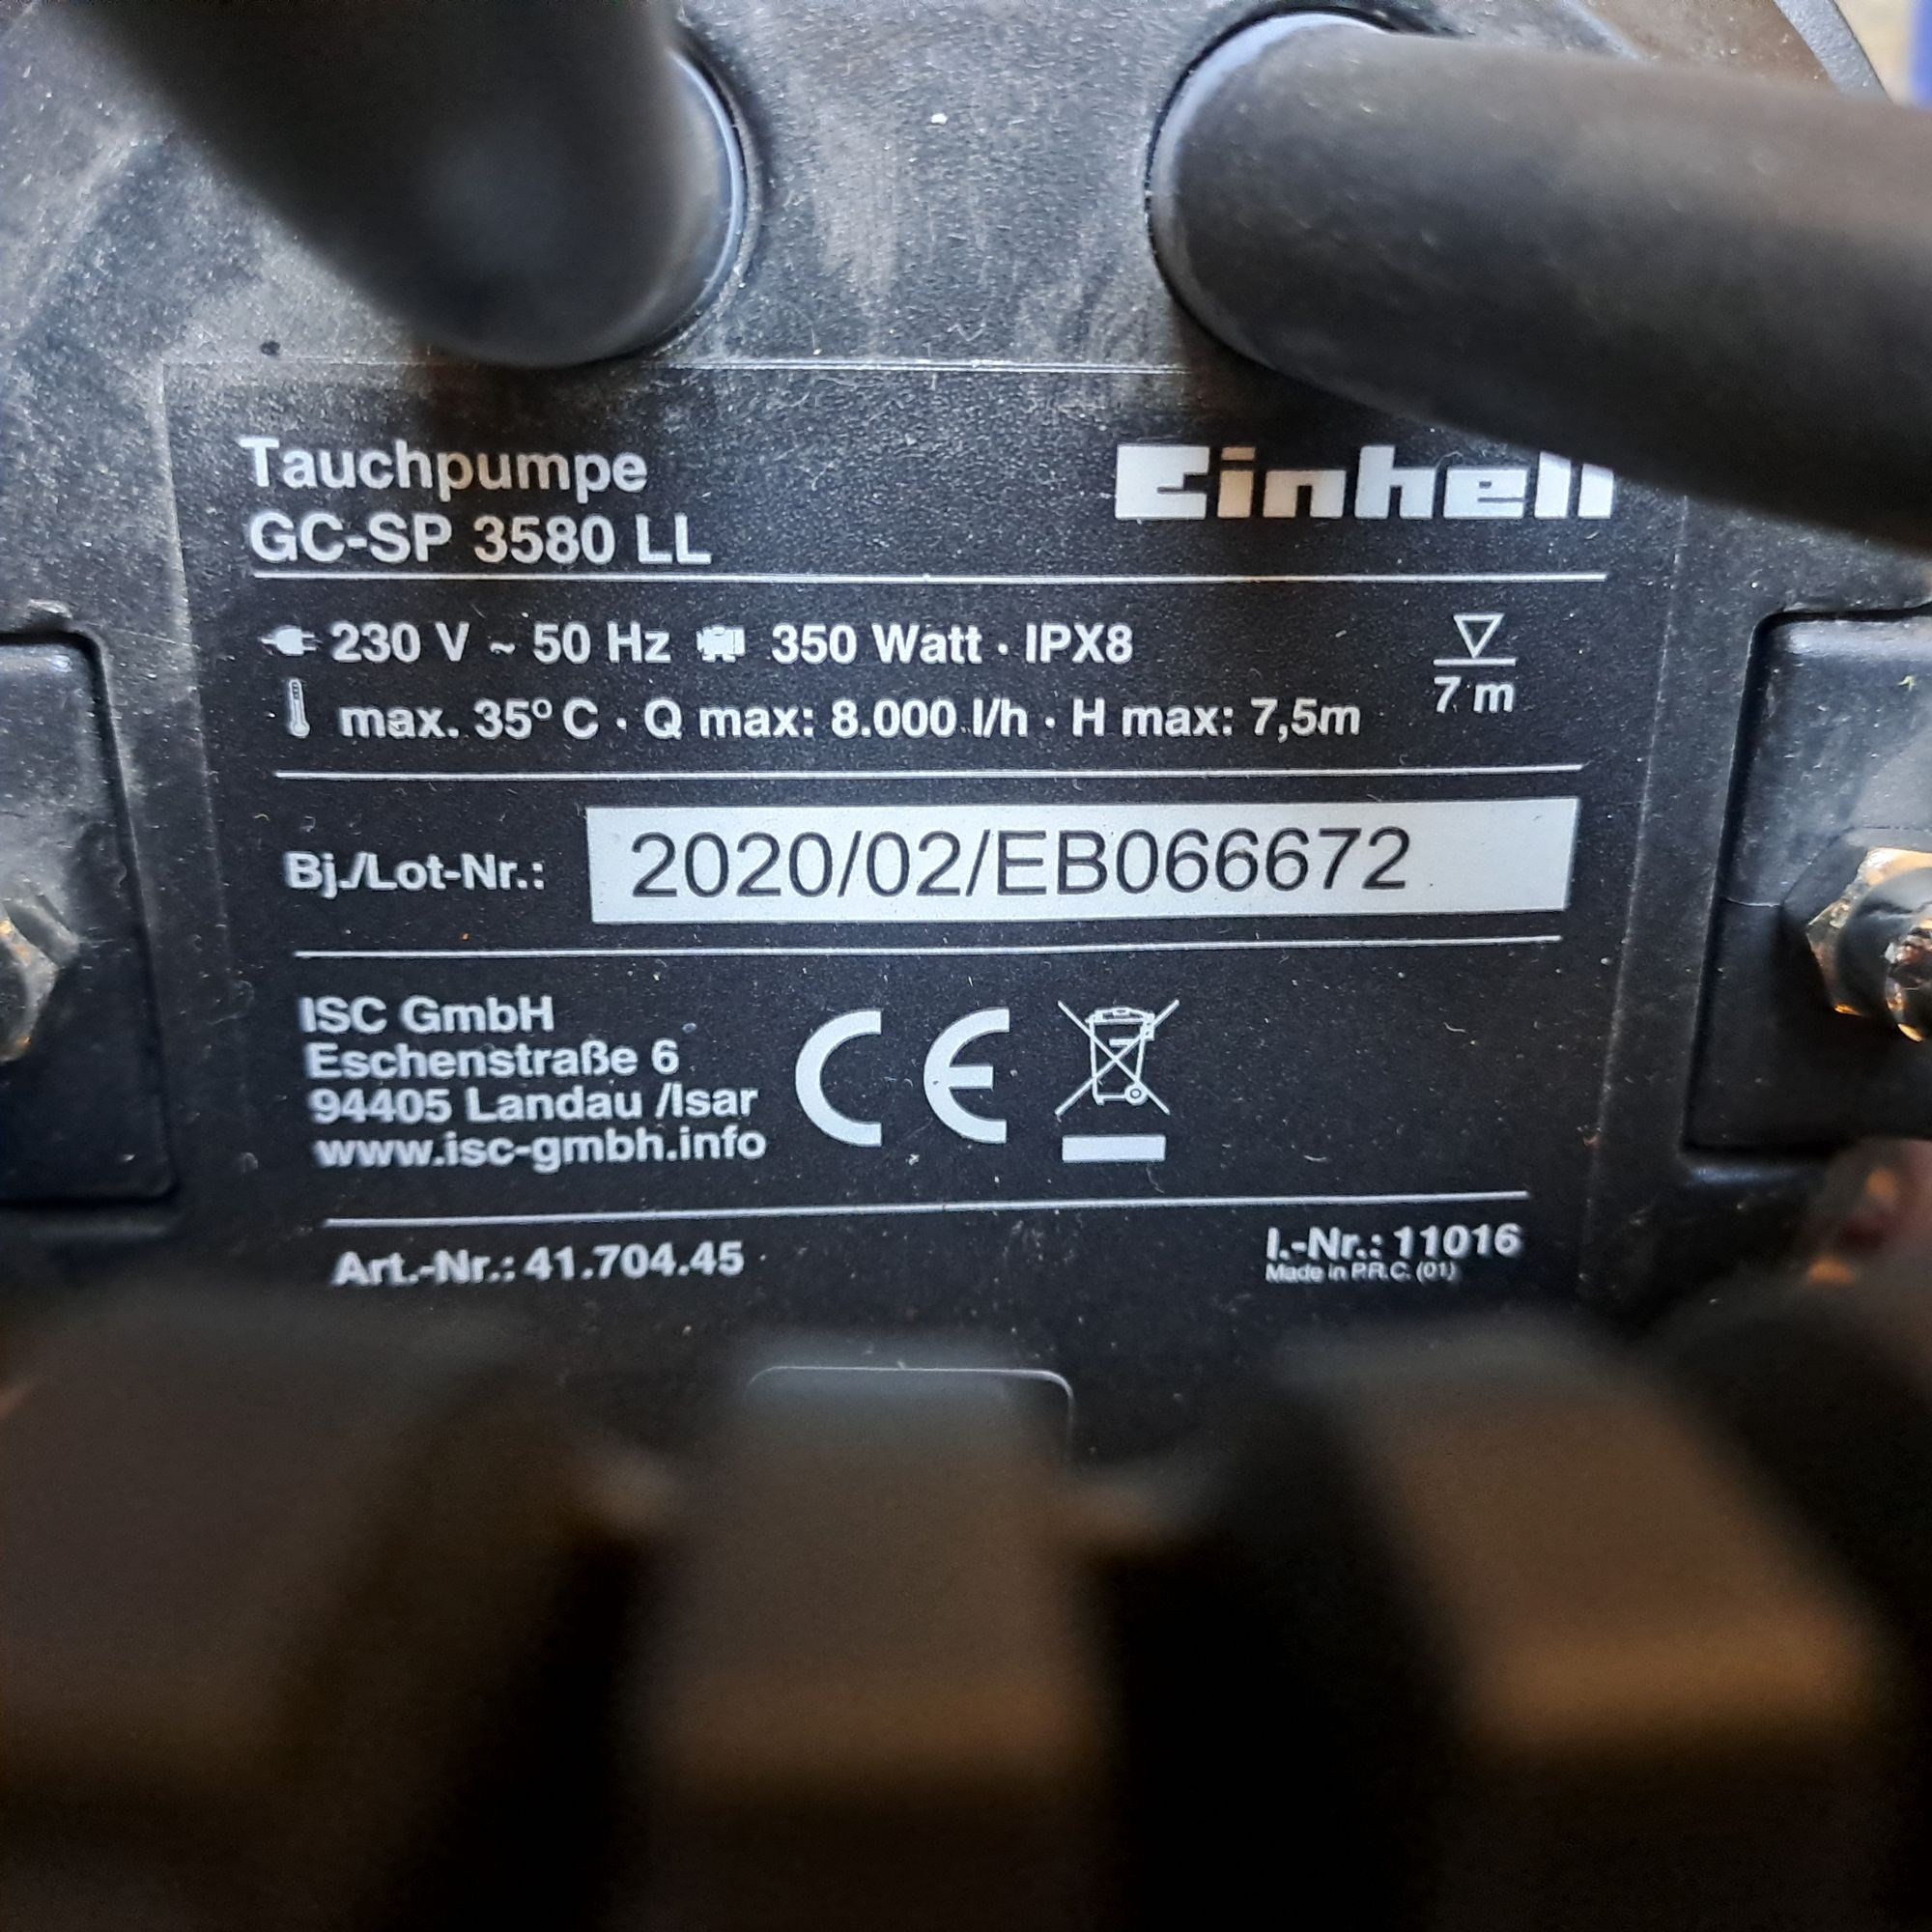 Tauchpumpe
GC-SP 3580 LL
Einhell
230 V ~ 50 Hz 350 Watt · IPX8
max. 35° C · Q max: 8.000 l/h · H max: 7,5m
7 m
Bj./Lot-Nr.: 2020/02/EB066672
ISC GmbH
Eschenstraße 6
94405 Landau /Isar
www.isc-gmbh.info
CE
Art.-Nr.: 41.704.45
I.-Nr.: 11016
Made in P.R.C. (01)